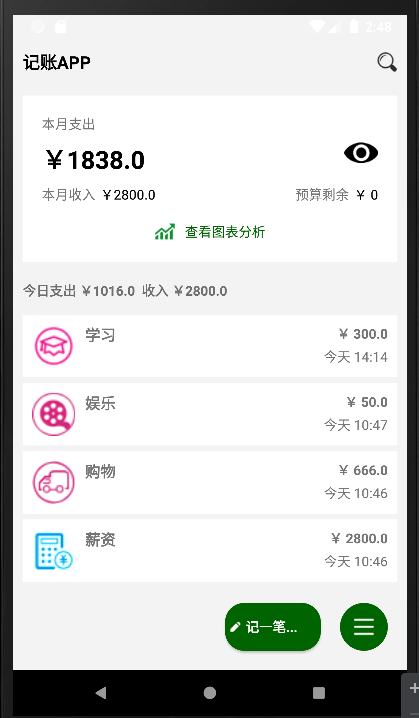 2:48
记账APP
本月支出
￥1838.0
本月收入 ￥2800.0 预算剩余 ￥ 0
查看图表分析
今日支出 ￥1016.0 收入 ￥2800.0
学习 ￥ 300.0
今天 14:14
娱乐 ￥ 50.0
今天 10:47
购物 ￥ 666.0
今天 10:46
薪资 ￥ 2800.0
今天 10:46
记一笔...